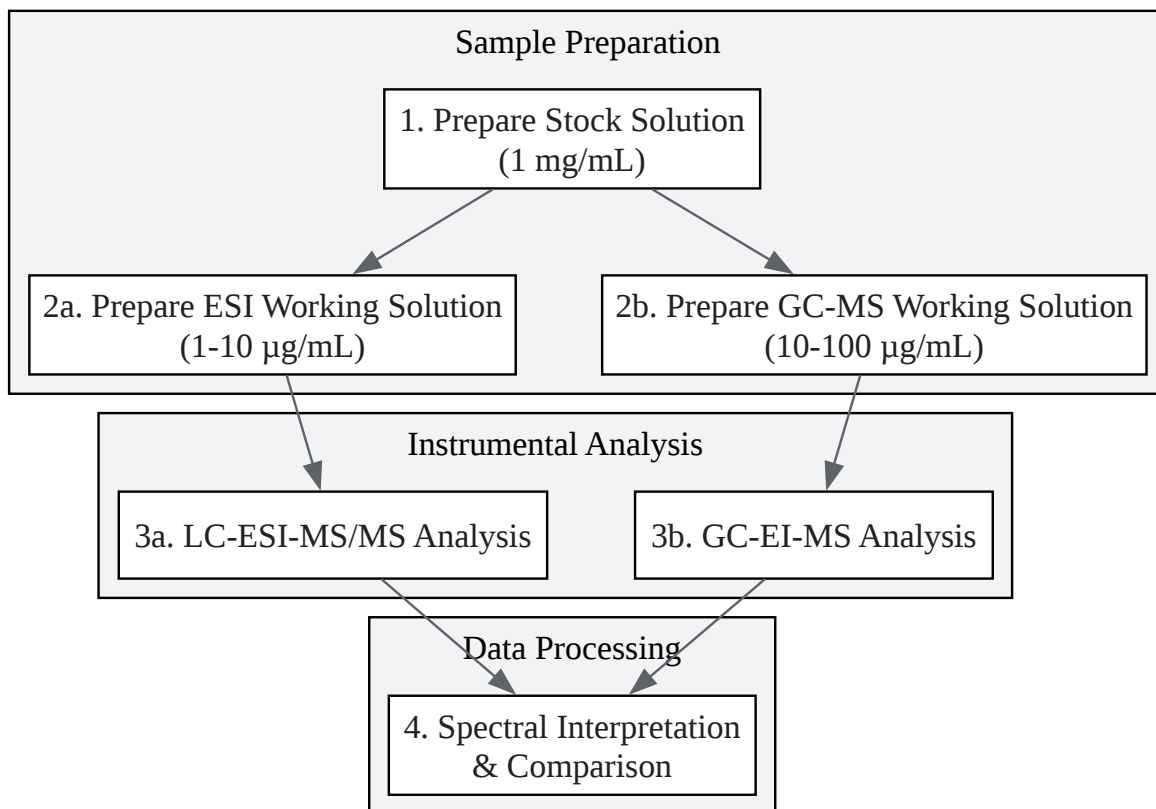 Sample Preparation
1. Prepare Stock Solution
(1 mg/mL)
2a. Prepare ESI Working Solution
(1-10 µg/mL)
2b. Prepare GC-MS Working Solution
(10-100 µg/mL)
Instrumental Analysis
3a. LC-ESI-MS/MS Analysis
3b. GC-EI-MS Analysis
Data Processing
4. Spectral Interpretation
& Comparison